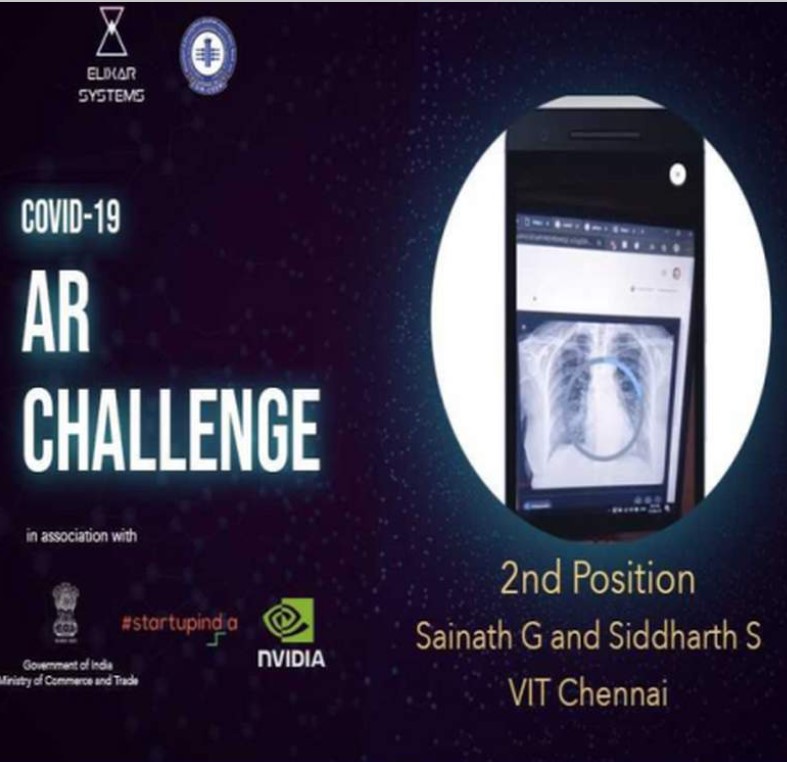 ELIXAR
SYSTEMS
COVID-19
AR
CHALLENGE
in association with
Government of India
Ministry of Commerce and Trade
#startupindia
NVIDIA
2nd Position
Sainath G and Siddharth S
VIT Chennai